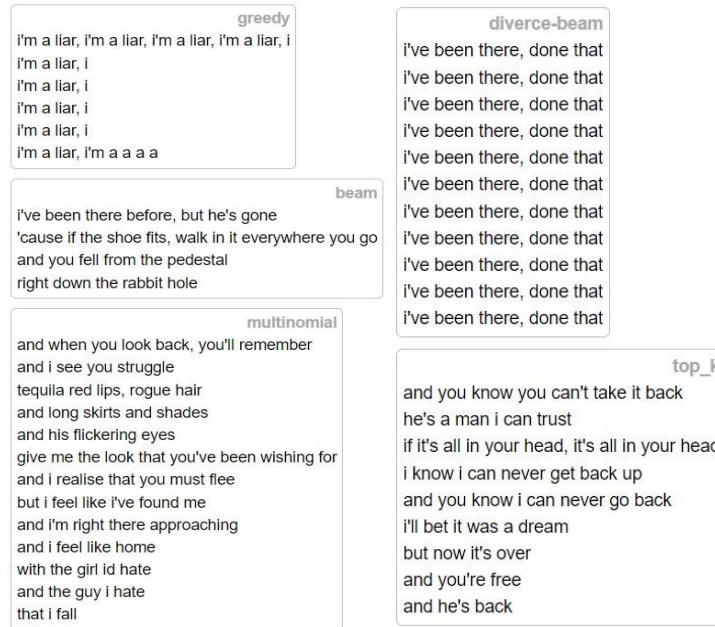 greedy
i'm a liar, i'm a liar, i'm a liar, i'm a liar, i
i'm a liar, i
i'm a liar, i
i'm a liar, i
i'm a liar, i
i'm a liar, i'm a a a a
beam
i've been there before, but he's gone
'cause if the shoe fits, walk in it everywhere you go
and you fell from the pedestal
right down the rabbit hole
multinomial
and when you look back, you'll remember
and i see you struggle
tequila red lips, rogue hair
and long skirts and shades
and his flickering eyes
give me the look that you've been wishing for
and i realise that you must flee
but i feel like i've found me
and i'm right there approaching
and i feel like home
with the girl id hate
and the guy i hate
that i fall
diverce-beam
i've been there, done that
i've been there, done that
i've been there, done that
i've been there, done that
i've been there, done that
i've been there, done that
i've been there, done that
i've been there, done that
i've been there, done that
i've been there, done that
i've been there, done that
top_k
and you know you can't take it back
he's a man i can trust
if it's all in your head, it's all in your head
i know i can never get back up
and you know i can never go back
i'll bet it was a dream
but now it's over
and you're free
and he's back